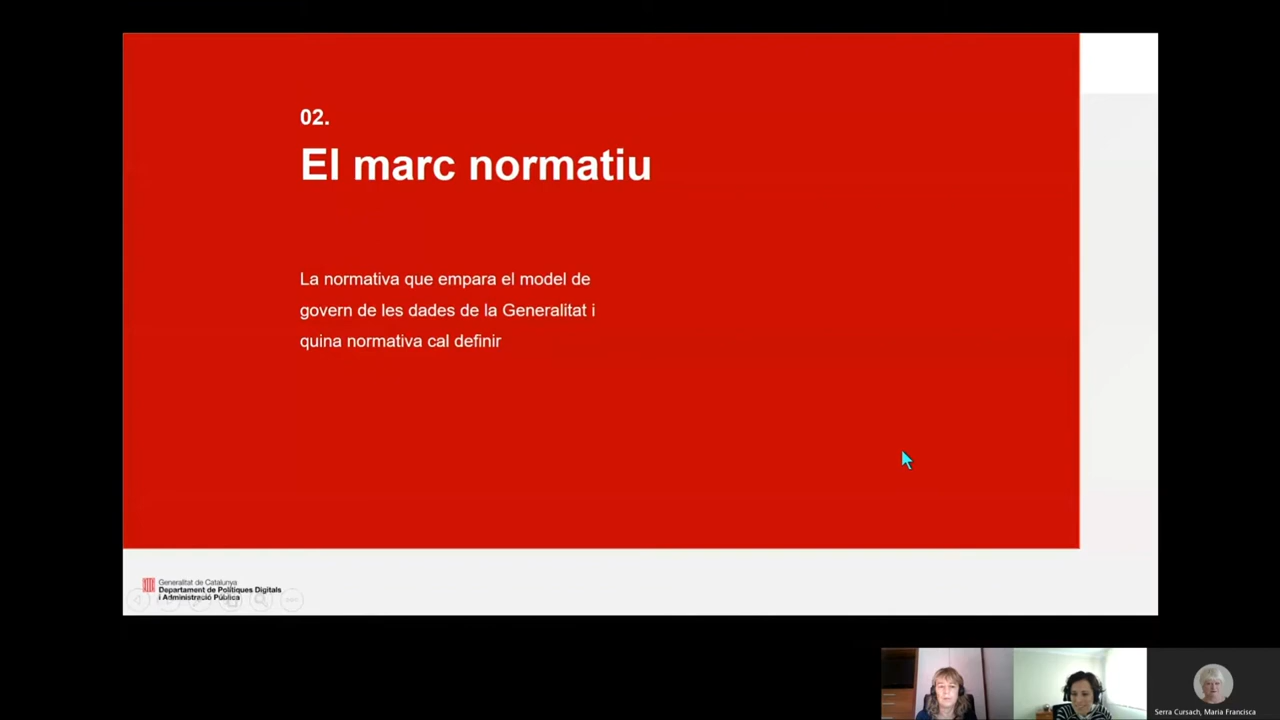 02.
El marc normatiu
La normativa que empara el model de
govern de les dades de la Generalitat i
quina normativa cal definir
Generalitat de Catalunya
Departament de Polítiques Digitals
i Administració Pública
Serra Cursach, Maria Francisca